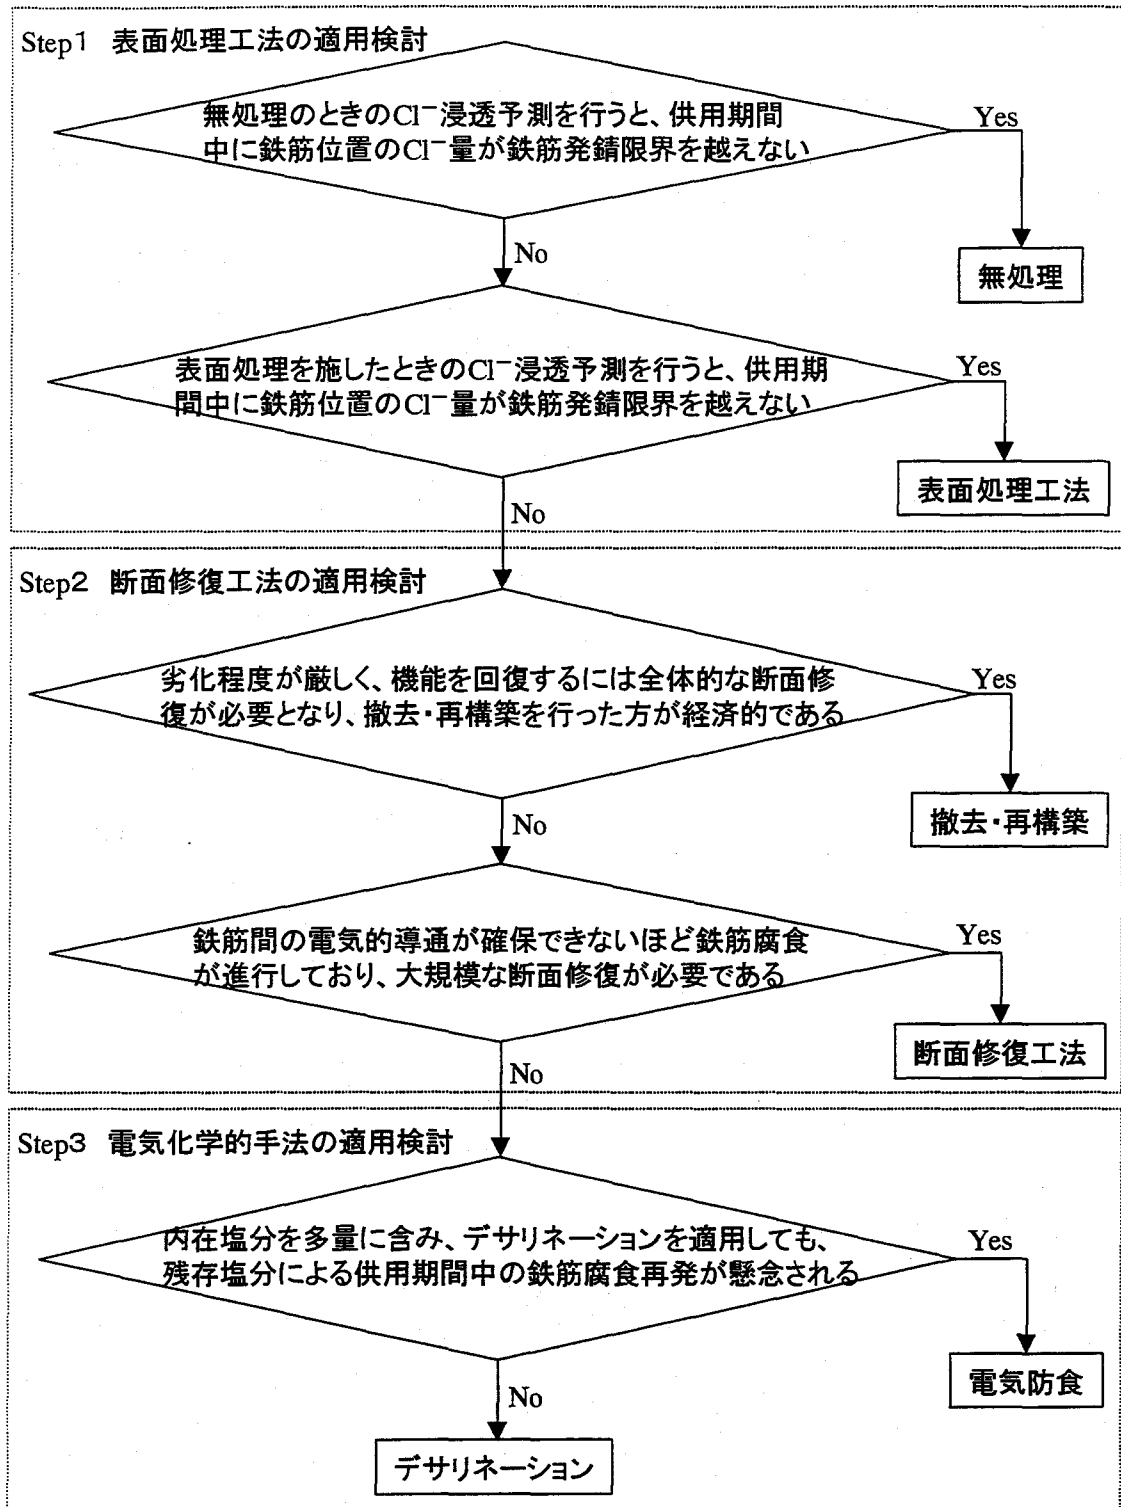 Step1 表面処理工法の適用検討
無処理のときのCl⁻浸透予測を行うと、供用期間
中に鉄筋位置のCl⁻量が鉄筋発錆限界を越えない
Yes
No
無処理
表面処理を施したときのCl⁻浸透予測を行うと、供用期
間中に鉄筋位置のCl⁻量が鉄筋発錆限界を越えない
Yes
表面処理工法
No
Step2 断面修復工法の適用検討
劣化程度が厳しく、機能を回復するには全体的な断面修
復が必要となり、撤去・再構築を行った方が経済的である
Yes
撤去・再構築
No
鉄筋間の電気的導通が確保できないほど鉄筋腐食
が進行しており、大規模な断面修復が必要である
Yes
断面修復工法
No
Step3 電気化学的手法の適用検討
内在塩分を多量に含み、デサリネーションを適用しても、
残存塩分による供用期間中の鉄筋腐食再発が懸念される
Yes
電気防食
No
デサリネーション